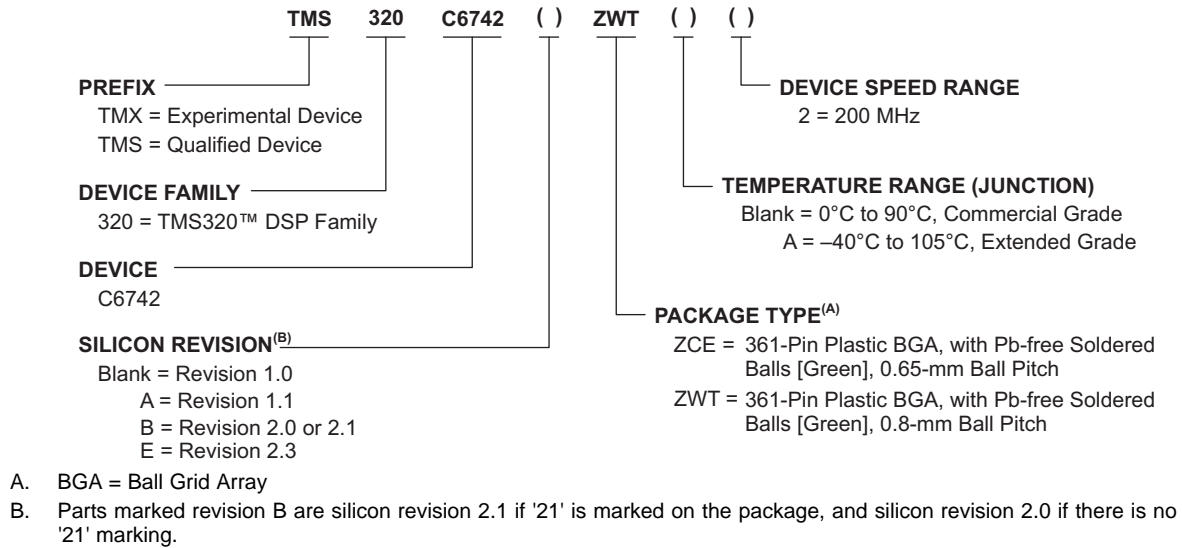 TMS 320 C6742 ( ) ZWT ( ) ( )
PREFIX
TMX = Experimental Device
TMS = Qualified Device
DEVICE FAMILY
320 = TMS320™ DSP Family
DEVICE
C6742
SILICON REVISION(B)
Blank = Revision 1.0
A = Revision 1.1
B = Revision 2.0 or 2.1
E = Revision 2.3
DEVICE SPEED RANGE
2 = 200 MHz
TEMPERATURE RANGE (JUNCTION)
Blank = 0°C to 90°C, Commercial Grade
A = –40°C to 105°C, Extended Grade
PACKAGE TYPE(A)
ZCE = 361-Pin Plastic BGA, with Pb-free Soldered
Balls [Green], 0.65-mm Ball Pitch
ZWT = 361-Pin Plastic BGA, with Pb-free Soldered
Balls [Green], 0.8-mm Ball Pitch
A. BGA = Ball Grid Array
B. Parts marked revision B are silicon revision 2.1 if '21' is marked on the package, and silicon revision 2.0 if there is no
'21' marking.